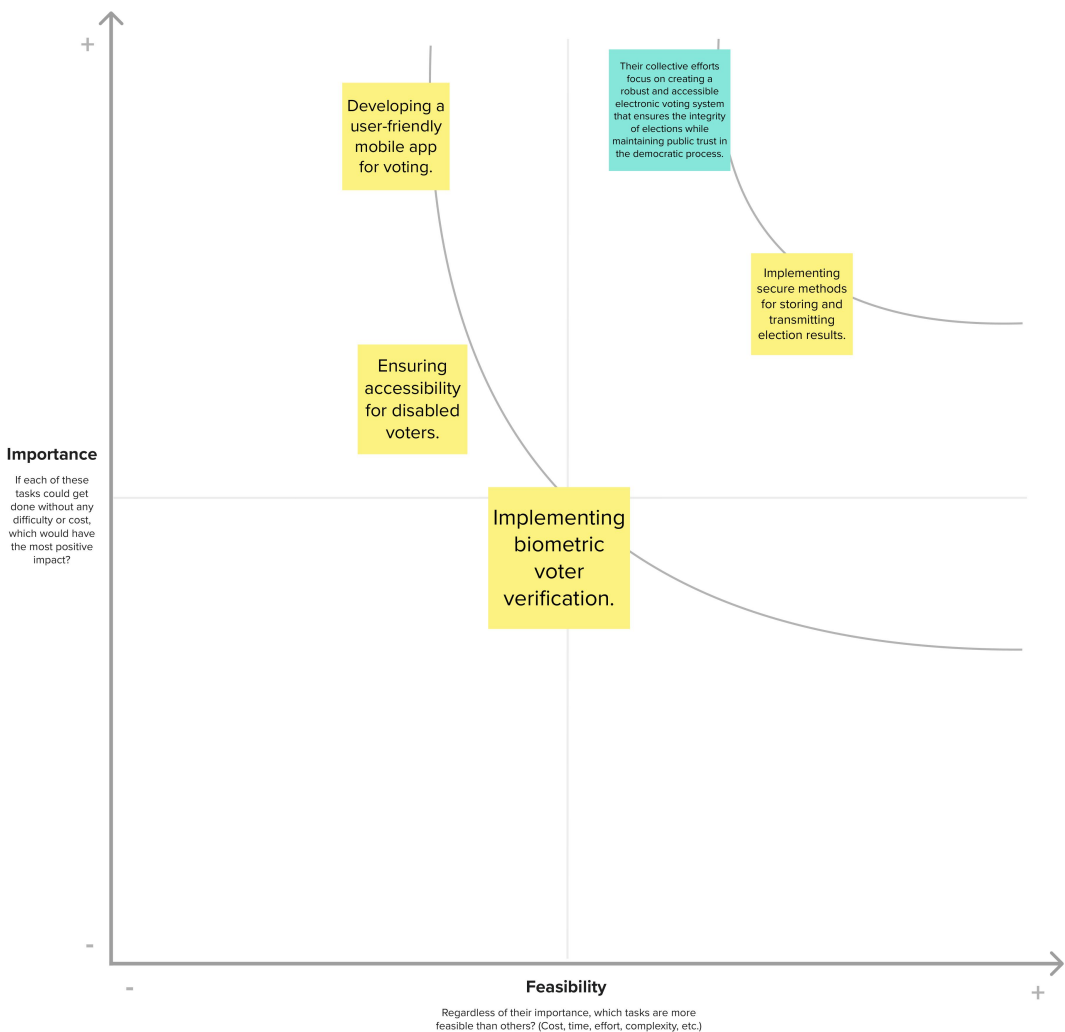 +
Developing a
user-friendly
mobile app
for voting.
Their collective efforts
focus on creating a
robust and accessible
electronic voting system
that ensures the integrity
of elections while
maintaining public trust in
the democratic process.
Implementing
secure methods
for storing and
transmitting
election results.
Ensuring
accessibility
for disabled
voters.
Importance
If each of these
tasks could get
done without any
difficulty or cost,
which would have
the most positive
impact?
Implementing
biometric
voter
verification.
-
-
Feasibility
+
Regardless of their importance, which tasks are more
feasible than others? (Cost, time, effort, complexity, etc.)